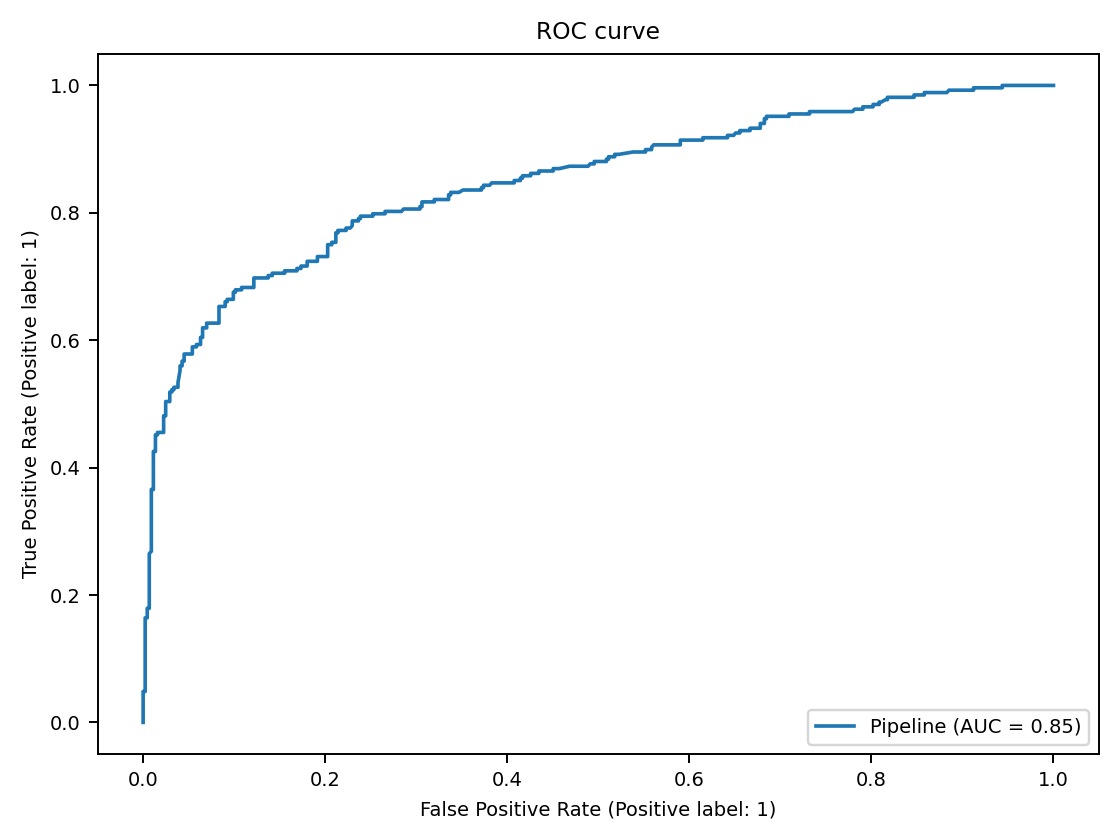 ROC curve
True Positive Rate (Positive label: 1)
1.0
0.8
0.6
0.4
0.2
0.0
Pipeline (AUC = 0.85)
0.0 0.2 0.4 0.6 0.8 1.0
False Positive Rate (Positive label: 1)